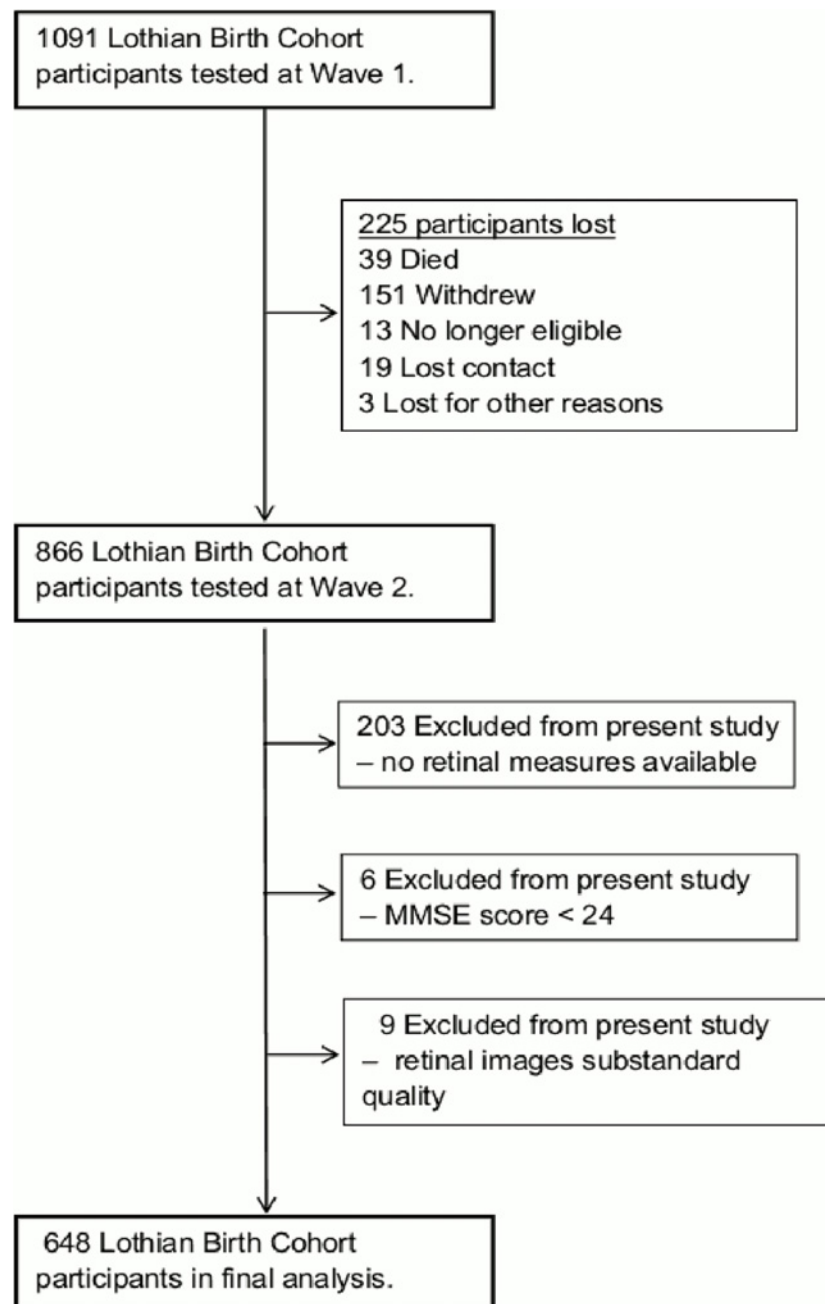 1091 Lothian Birth Cohort
participants tested at Wave 1.
225 participants lost
39 Died
151 Withdrew
13 No longer eligible
19 Lost contact
3 Lost for other reasons
866 Lothian Birth Cohort
participants tested at Wave 2.
203 Excluded from present study
– no retinal measures available
6 Excluded from present study
– MMSE score < 24
9 Excluded from present study
– retinal images substandard
quality
648 Lothian Birth Cohort
participants in final analysis.